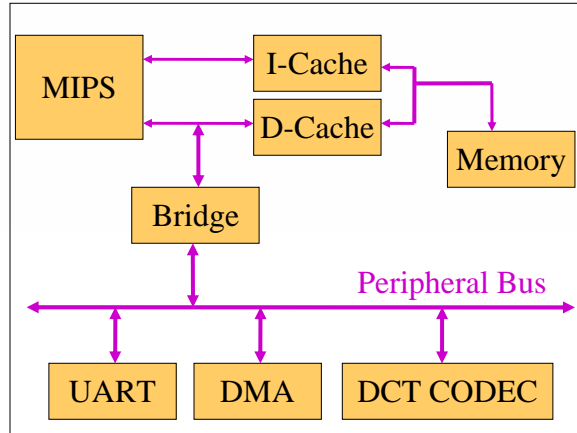 MIPS
I-Cache
D-Cache
Memory
Bridge
Peripheral Bus
UART
DMA
DCT CODEC